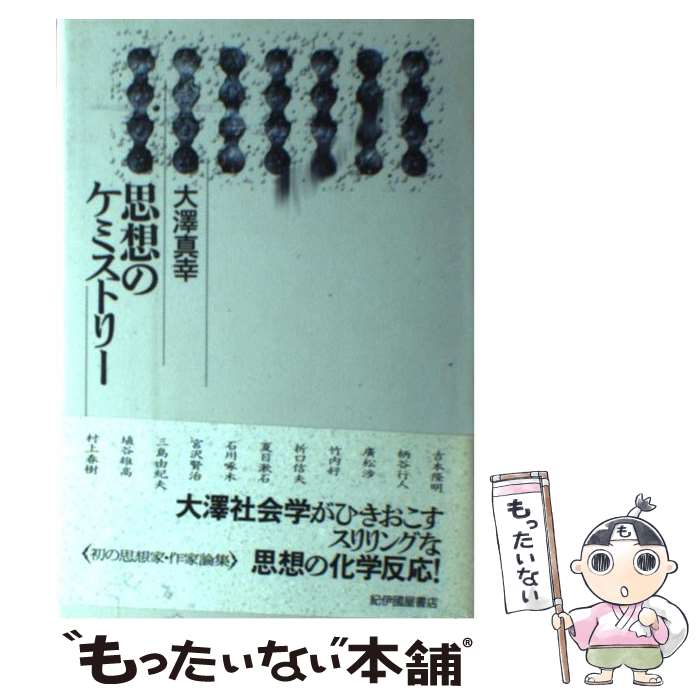 大澤真幸
思想の
ケミストリー
吉本隆明
柄谷行人
廣松渉
竹内好
折口信夫
夏目漱石
石川啄木
宮沢賢治
三島由紀夫
埴谷雄高
村上春樹
大澤社会学がひきおこす
スリリングな
思想の化学反応!
〈初の思想家・作家論集〉
紀伊國屋書店
もったいない
“もったいない本舗®